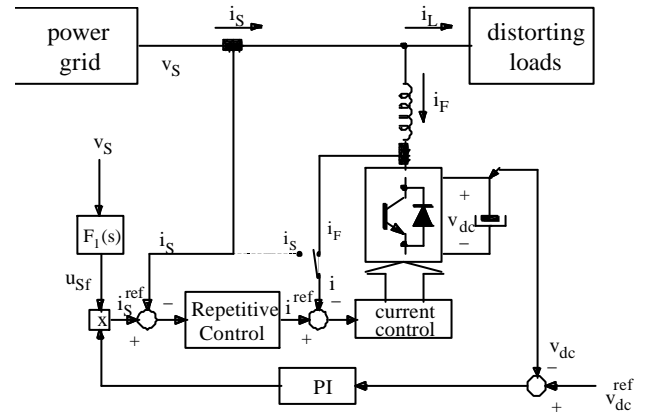 power
grid
i_S
v_S
i_L
distorting
loads
i_F
v_S
F_1(s)
u_Sf
i_S
i_S
i_F
+
v_dc
−
x
i_S^ref
−
+
Repetitive
Control
i^ref
+
i
−
current
control
PI
v_dc
−
+
v_dc^ref